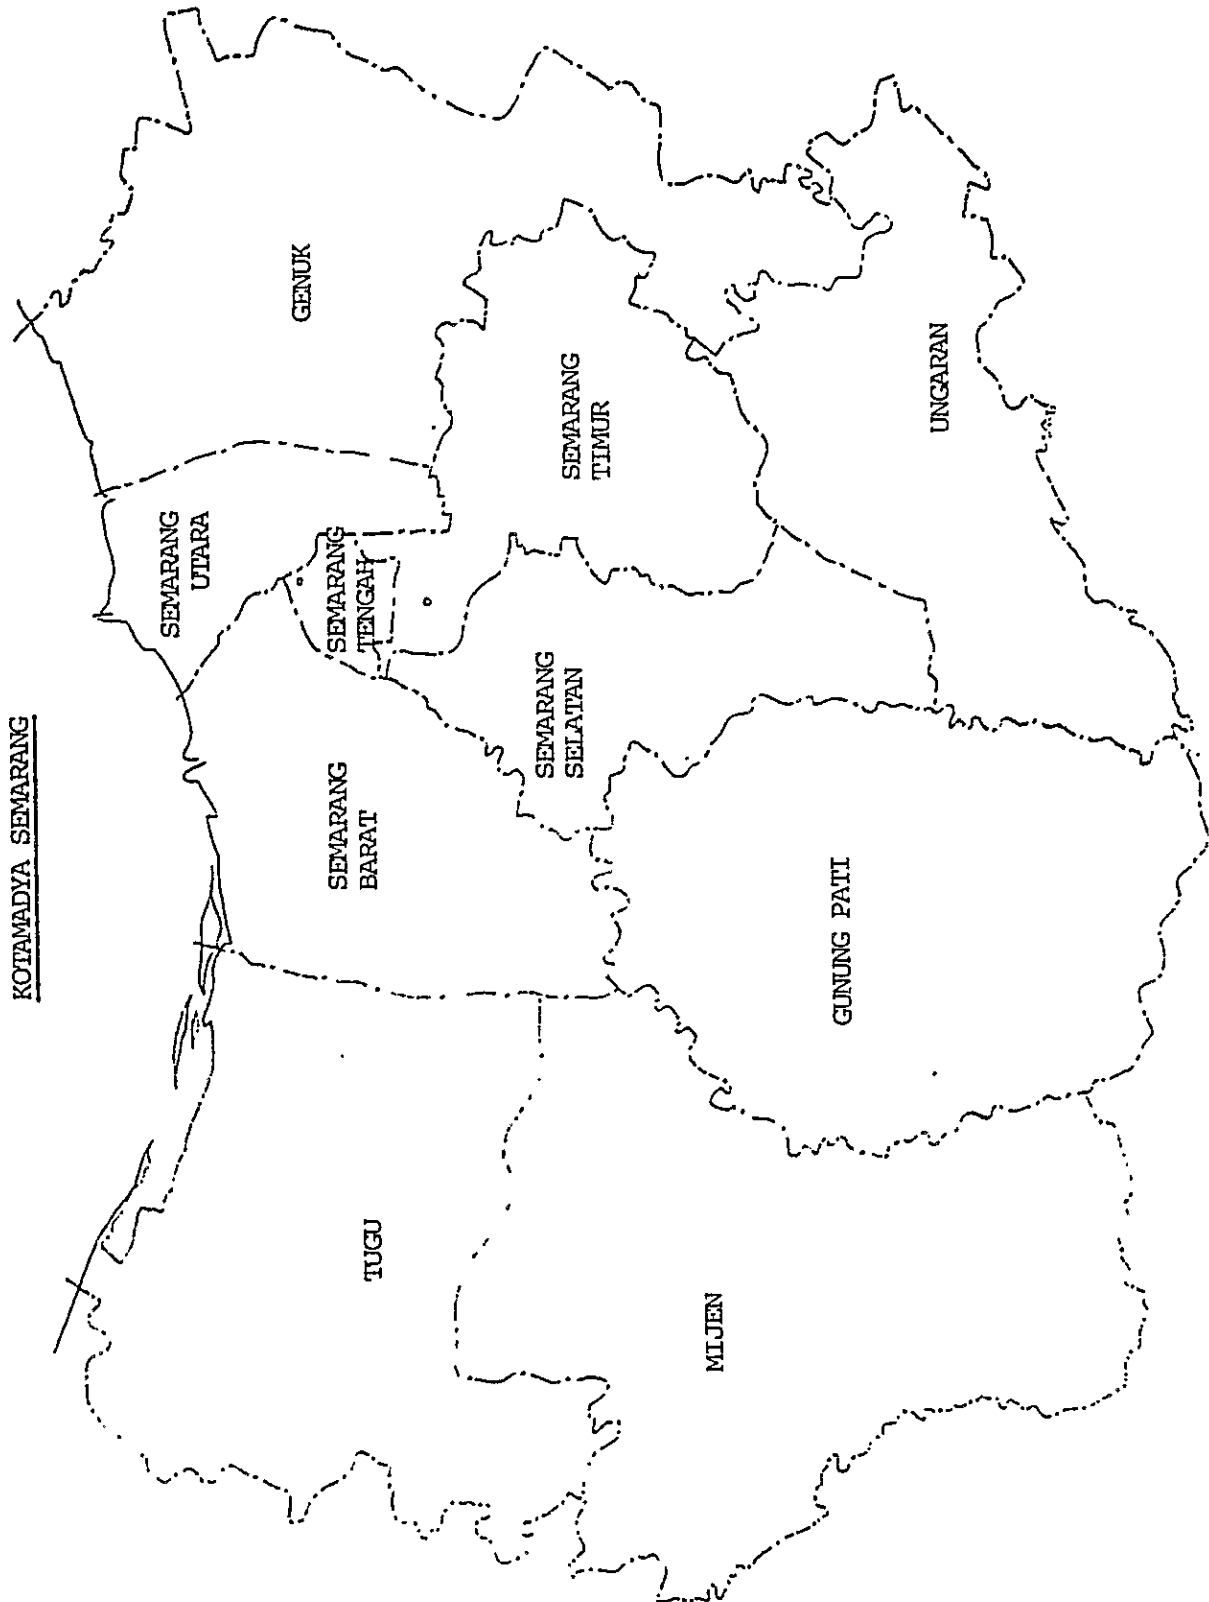 KOTAMADYA SEMARANG
TUGU
MIJEN
SEMARANG
BARAT
GUNUNG PATI
SEMARANG
UTARA
SEMARANG
TENGAH
SEMARANG
SELATAN
GENUK
SEMARANG
TIMUR
UNGARAN